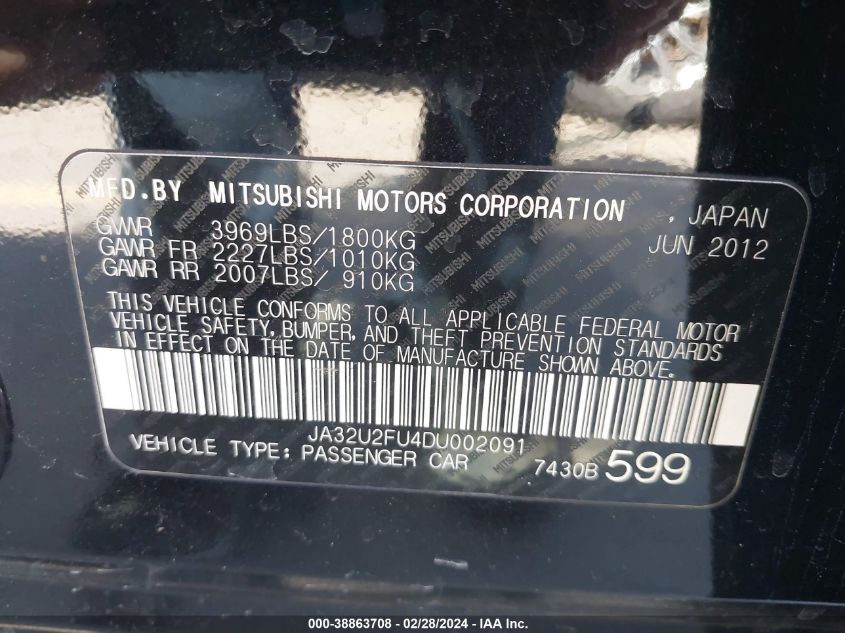 MFD.BY MITSUBISHI MOTORS CORPORATION , JAPAN
GVWR 3969LBS/1800KG JUN 2012
GAWR FR 2227LBS/1010KG
GAWR RR 2007LBS/ 910KG
THIS VEHICLE CONFORMS TO ALL APPLICABLE FEDERAL MOTOR
VEHICLE SAFETY, BUMPER, AND THEFT PREVENTION STANDARDS
IN EFFECT ON THE DATE OF MANUFACTURE SHOWN ABOVE.
JA32U2FU4DU002091
VEHICLE TYPE: PASSENGER CAR 7430B 599
000-38863708 - 02/28/2024 - IAA Inc.